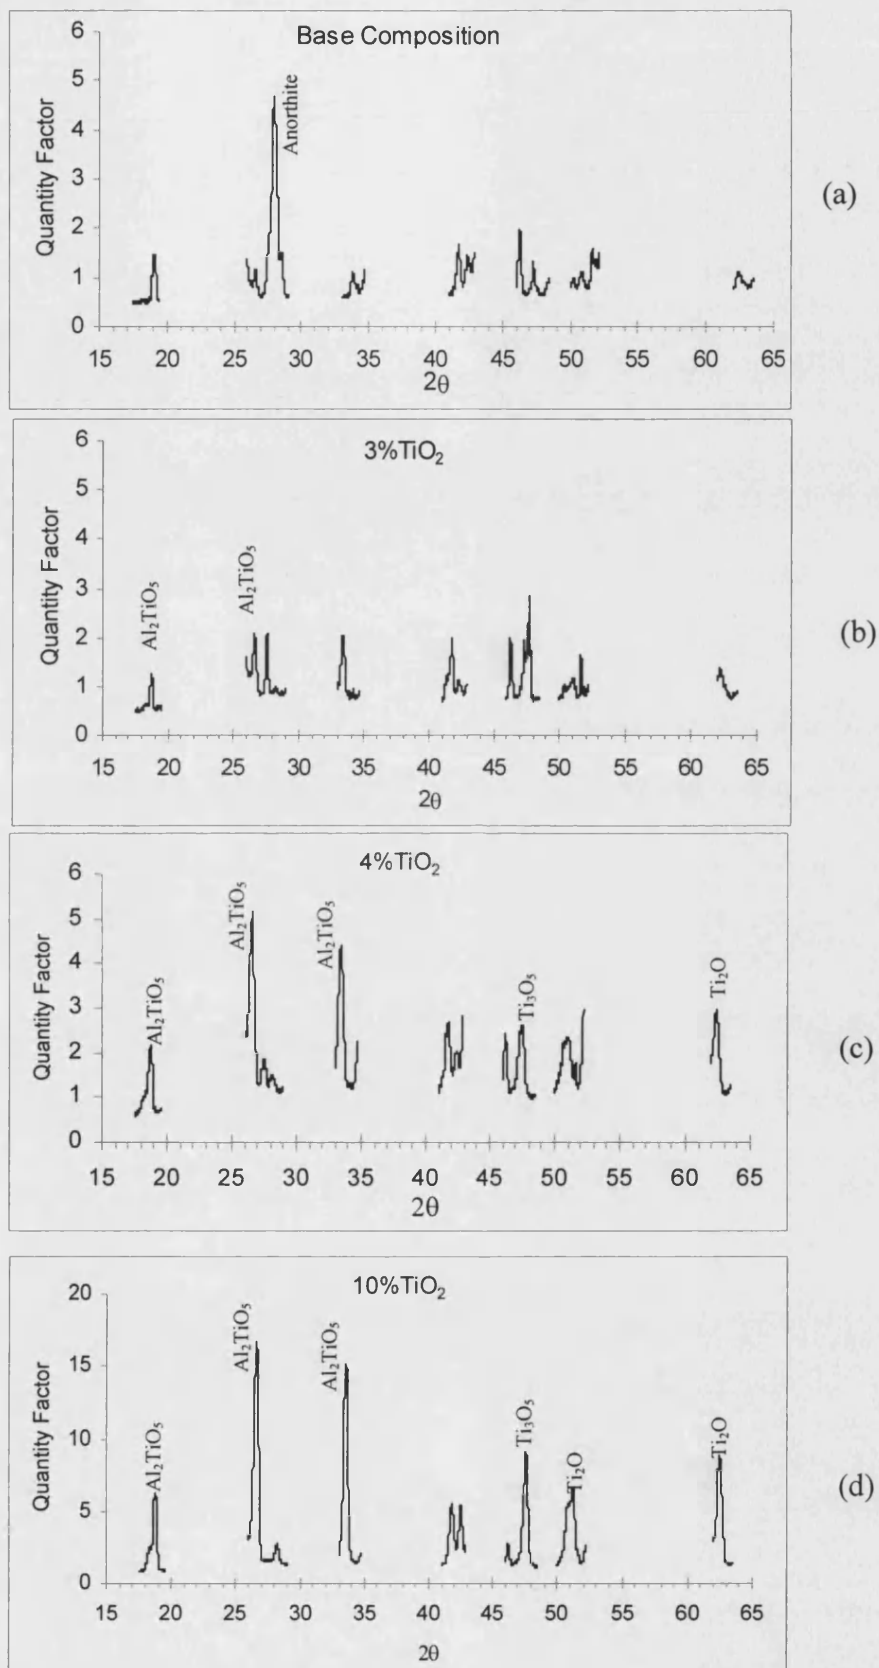 Base Composition
Quantity Factor
6
5
4
3
2
1
0
Anorthite
15 20 25 30 35 40 45 50 55 60 65
2θ
(a)
3%TiO₂
Quantity Factor
6
5
4
3
2
1
0
Al₂TiO₅
Al₂TiO₅
15 20 25 30 35 40 45 50 55 60 65
2θ
(b)
4%TiO₂
Quantity Factor
6
5
4
3
2
1
0
Al₂TiO₅
Al₂TiO₅
Al₂TiO₅
Ti₃O₅
Ti₂O
15 20 25 30 35 40 45 50 55 60 65
2θ
(c)
10%TiO₂
Quantity Factor
20
15
10
5
0
Al₂TiO₅
Al₂TiO₅
Al₂TiO₅
Ti₃O₅
Ti₂O
Ti₂O
15 20 25 30 35 40 45 50 55 60 65
2θ
(d)